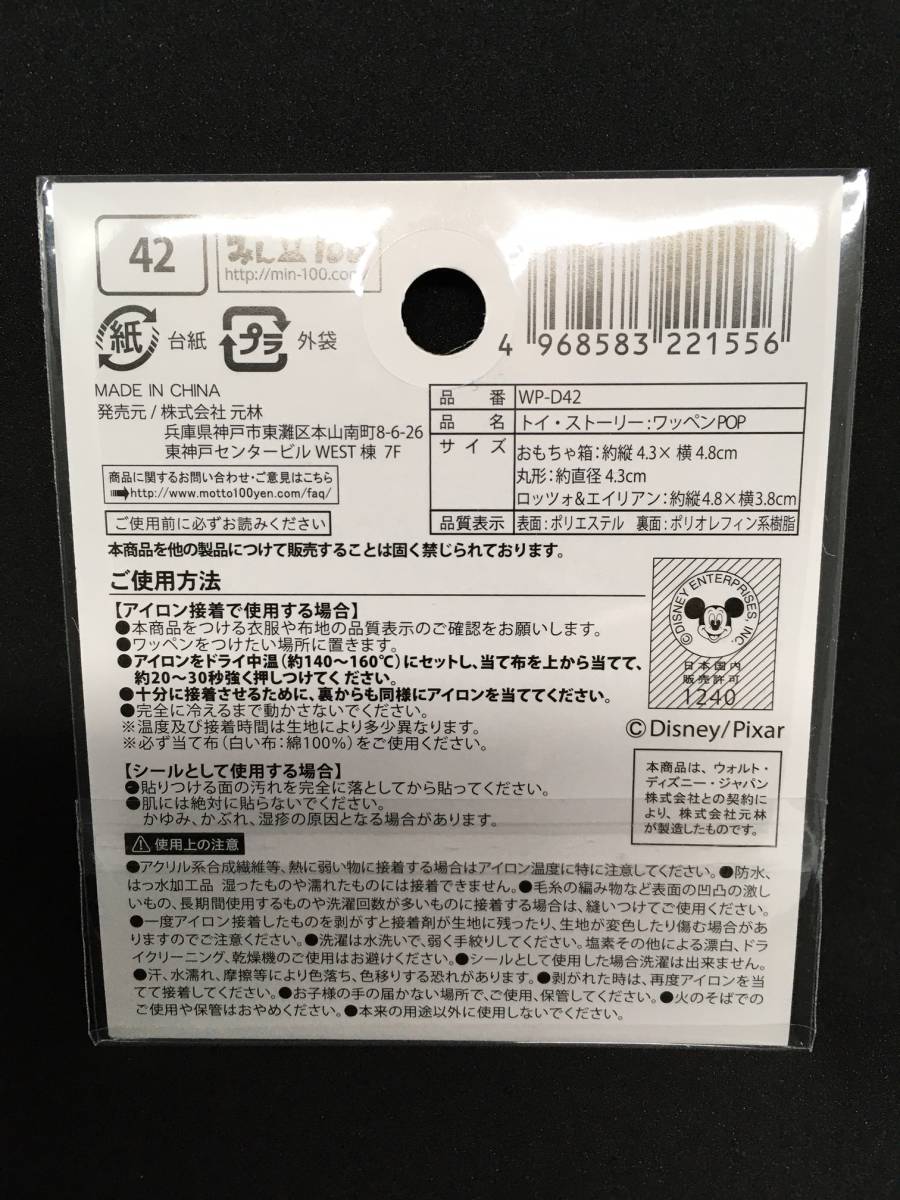 42
みんな100
http://min-100.com/
紙 台紙 プラ 外袋
4 968583 221556
MADE IN CHINA
発売元 / 株式会社 元林
兵庫県神戸市東灘区本山南町8-6-26
東神戸センタービル WEST 棟 7F
商品に関するお問い合わせ・ご意見はこちら
http://www.motto100yen.com/faq/
ご使用前に必ずお読みください
品番 WP-D42
品名 トイ・ストーリー:ワッペンPOP
サイズ おもちゃ箱:約縦 4.3× 横 4.8cm
丸形:約直径 4.3cm
ロッツォ&エイリアン:約縦4.8×横3.8cm
品質表示 表面:ポリエステル 裏面:ポリオレフィン系樹脂
本商品を他の製品につけて販売することは固く禁じられております。
ご使用方法
【アイロン接着で使用する場合】
●本商品をつける衣服や布地の品質表示のご確認をお願いします。
●ワッペンをつけたい場所に置きます。
●アイロンをドライ中温(約140〜160℃)にセットし、当て布を上から当てて、
約20〜30秒強く押しつけてください。
●十分に接着させるために、裏からも同様にアイロンを当ててください。
●完全に冷えるまで動かさないでください。
※温度及び接着時間は生地により多少異なります。
※必ず当て布(白い布:綿100%)をご使用ください。
【シールとして使用する場合】
●貼りつける面の汚れを完全に落としてから貼ってください。
●肌には絶対に貼らないでください。
かゆみ、かぶれ、湿疹の原因となる場合があります。
©DISNEY ENTERPRISES, INC.
日本国内
販売許可
1240
©Disney/Pixar
本商品は、ウォルト・
ディズニー・ジャパン
株式会社との契約に
より、株式会社元林
が製造したものです。
使用上の注意
●アクリル系合成繊維等、熱に弱い物に接着する場合はアイロン温度に特に注意してください。●防水、
はっ水加工品 湿ったものや濡れたものには接着できません。●毛糸の編み物など表面の凹凸の激し
いもの、長期間使用するものや洗濯回数が多いものに接着する場合は、縫いつけてご使用ください。
●一度アイロン接着したものを剥がすと接着剤が生地に残ったり、生地が変色したり傷む場合があ
りますのでご注意ください。●洗濯は水洗いで、弱く手絞りしてください。塩素その他による漂白、ドラ
イクリーニング、乾燥機のご使用はお避けください。●シールとして使用した場合洗濯は出来ません。
●汗、水濡れ、摩擦等により色落ち、色移りする恐れがあります。●剥がれた時は、再度アイロンを当
てて接着してください。●お子様の手の届かない場所で、ご使用、保管してください。●火のそばでの
ご使用や保管はおやめください。●本来の用途以外に使用しないでください。